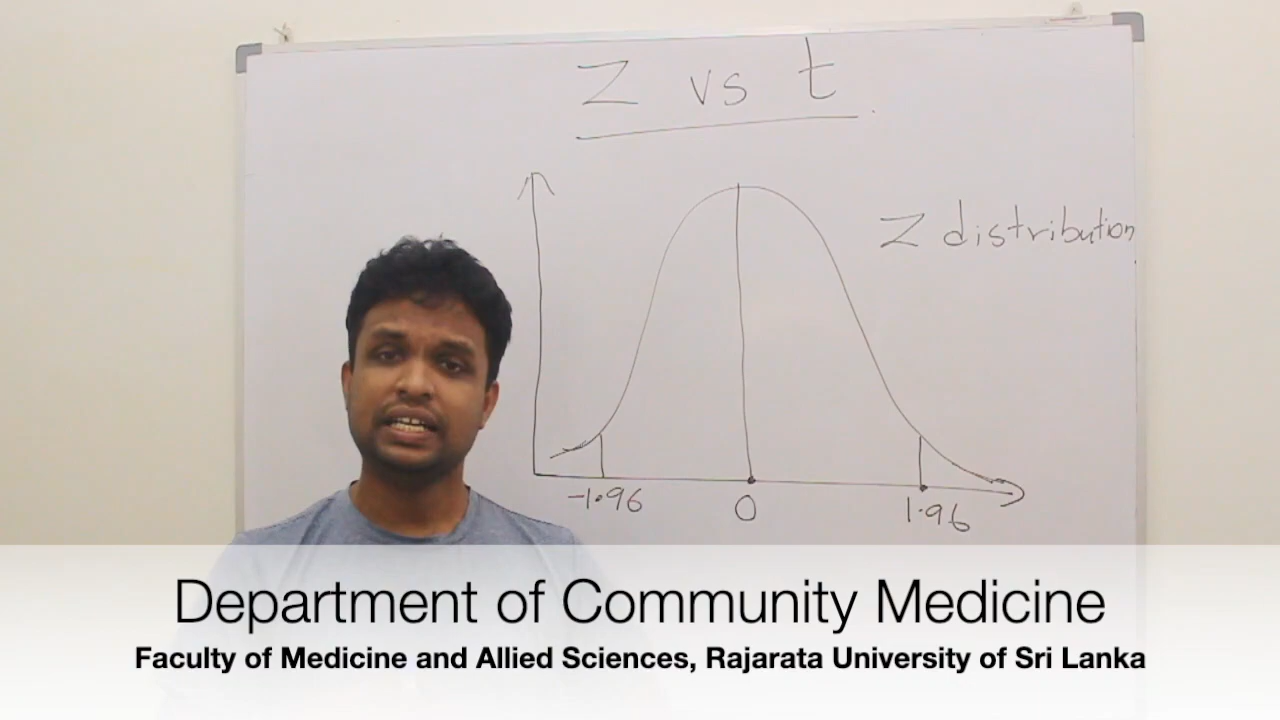 Z vs t
Z distribution
-1.96 0 1.96
Department of Community Medicine
Faculty of Medicine and Allied Sciences, Rajarata University of Sri Lanka